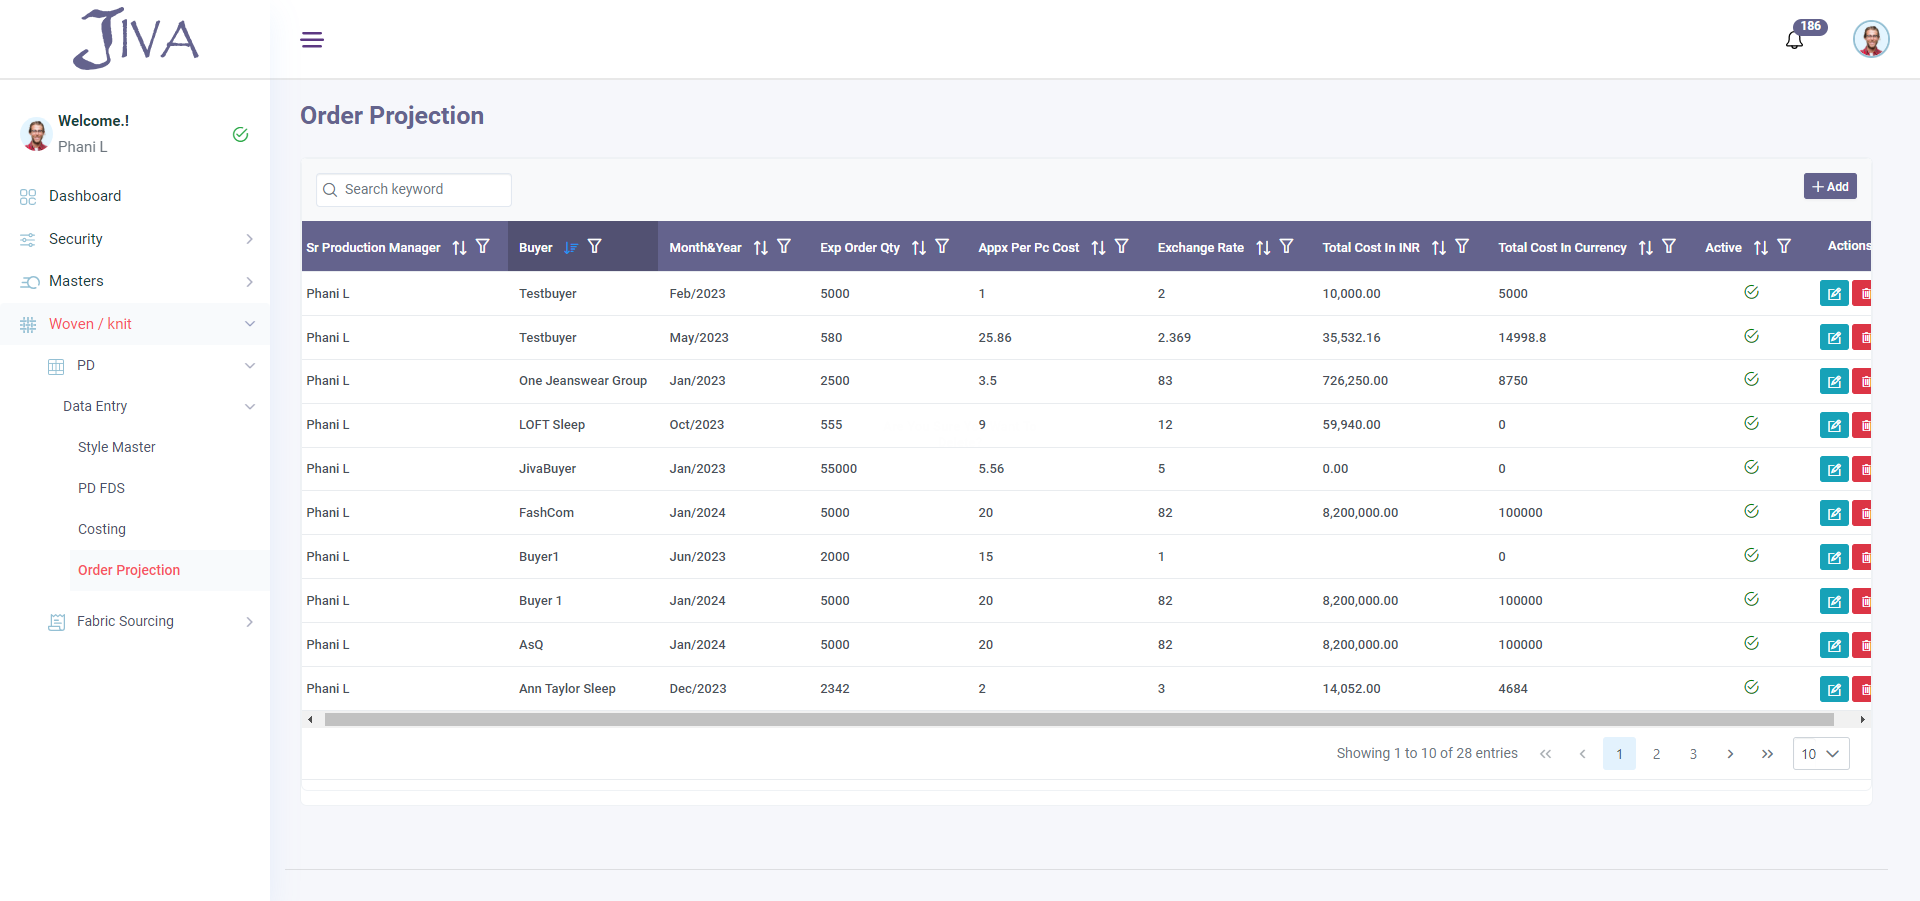 JIVA
186
Welcome.!
Phani L
Dashboard
Security
Masters
Woven / knit
PD
Data Entry
Style Master
PD FDS
Costing
Order Projection
Fabric Sourcing
Order Projection
Search keyword
Add
Sr Production Manager Buyer Month&Year Exp Order Qty Appx Per Pc Cost Exchange Rate Total Cost In INR Total Cost In Currency Active Actions
Phani L Testbuyer Feb/2023 5000 1 2 10,000.00 5000
Phani L Testbuyer May/2023 580 25.86 2.369 35,532.16 14998.8
Phani L One Jeanswear Group Jan/2023 2500 3.5 83 726,250.00 8750
Phani L LOFT Sleep Oct/2023 555 9 12 59,940.00 0
Phani L JivaBuyer Jan/2023 55000 5.56 5 0.00 0
Phani L FashCom Jan/2024 5000 20 82 8,200,000.00 100000
Phani L Buyer1 Jun/2023 2000 15 1 0
Phani L Buyer 1 Jan/2024 5000 20 82 8,200,000.00 100000
Phani L AsQ Jan/2024 5000 20 82 8,200,000.00 100000
Phani L Ann Taylor Sleep Dec/2023 2342 2 3 14,052.00 4684
Showing 1 to 10 of 28 entries 1 2 3 10